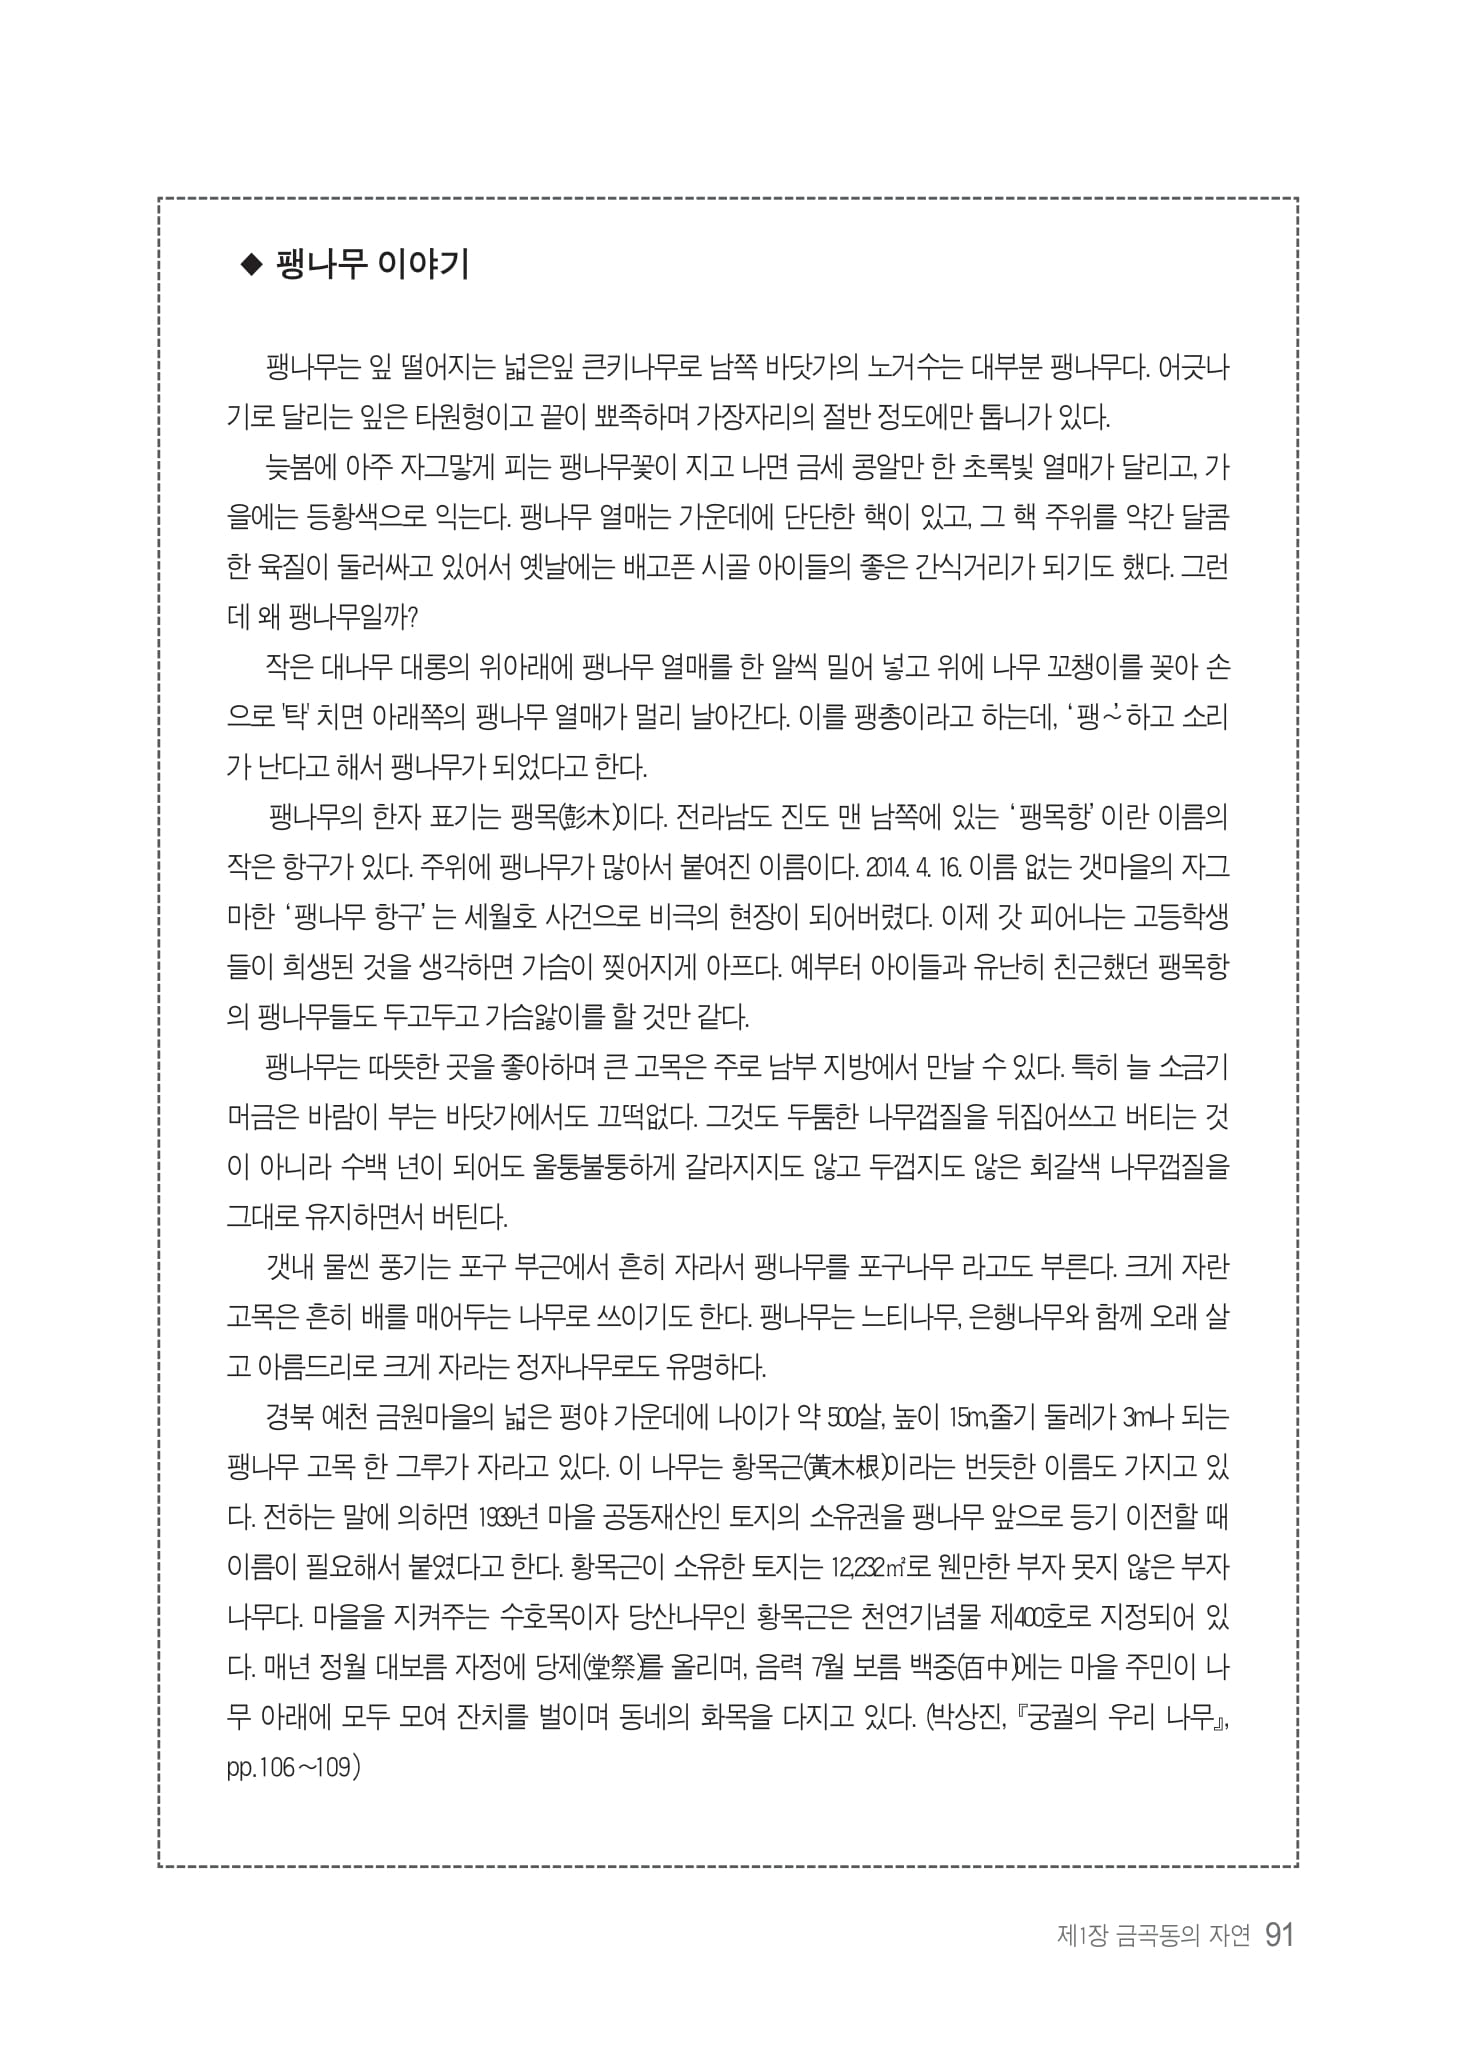 ◆ 팽나무 이야기
팽나무는 잎 떨어지는 넓은잎 큰키나무로 남쪽 바닷가의 노거수는 대부분 팽나무다. 어긋나
기로 달리는 잎은 타원형이고 끝이 뾰족하며 가장자리의 절반 정도에만 톱니가 있다.
늦봄에 아주 자그맣게 피는 팽나무꽃이 지고 나면 금세 콩알만 한 초록빛 열매가 달리고, 가
을에는 등황색으로 익는다. 팽나무 열매는 가운데에 단단한 핵이 있고, 그 핵 주위를 약간 달콤
한 육질이 둘러싸고 있어서 옛날에는 배고픈 시골 아이들의 좋은 간식거리가 되기도 했다. 그런
데 왜 팽나무일까?
작은 대나무 대롱의 위아래에 팽나무 열매를 한 알씩 밀어 넣고 위에 나무 꼬챙이를 꽂아 손
으로 '탁' 치면 아래쪽의 팽나무 열매가 멀리 날아간다. 이를 팽총이라고 하는데, ‘팽~’하고 소리
가 난다고 해서 팽나무가 되었다고 한다.
팽나무의 한자 표기는 팽목(彭木)이다. 전라남도 진도 맨 남쪽에 있는 ‘팽목항’이란 이름의
작은 항구가 있다. 주위에 팽나무가 많아서 붙여진 이름이다. 2014. 4. 16. 이름 없는 갯마을의 자그
마한 ‘팽나무 항구’는 세월호 사건으로 비극의 현장이 되어버렸다. 이제 갓 피어나는 고등학생
들이 희생된 것을 생각하면 가슴이 찢어지게 아프다. 예부터 아이들과 유난히 친근했던 팽목항
의 팽나무들도 두고두고 가슴앓이를 할 것만 같다.
팽나무는 따뜻한 곳을 좋아하며 큰 고목은 주로 남부 지방에서 만날 수 있다. 특히 늘 소금기
머금은 바람이 부는 바닷가에서도 끄떡없다. 그것도 두툼한 나무껍질을 뒤집어쓰고 버티는 것
이 아니라 수백 년이 되어도 울퉁불퉁하게 갈라지지도 않고 두껍지도 않은 회갈색 나무껍질을
그대로 유지하면서 버틴다.
갯내 물씬 풍기는 포구 부근에서 흔히 자라서 팽나무를 포구나무 라고도 부른다. 크게 자란
고목은 흔히 배를 매어두는 나무로 쓰이기도 한다. 팽나무는 느티나무, 은행나무와 함께 오래 살
고 아름드리로 크게 자라는 정자나무로도 유명하다.
경북 예천 금원마을의 넓은 평야 가운데에 나이가 약 500살, 높이 15m,줄기 둘레가 3m나 되는
팽나무 고목 한 그루가 자라고 있다. 이 나무는 황목근(黃木根)이라는 번듯한 이름도 가지고 있
다. 전하는 말에 의하면 1939년 마을 공동재산인 토지의 소유권을 팽나무 앞으로 등기 이전할 때
이름이 필요해서 붙였다고 한다. 황목근이 소유한 토지는 12,232㎡로 웬만한 부자 못지 않은 부자
나무다. 마을을 지켜주는 수호목이자 당산나무인 황목근은 천연기념물 제400호로 지정되어 있
다. 매년 정월 대보름 자정에 당제(堂祭)를 올리며, 음력 7월 보름 백중(百中)에는 마을 주민이 나
무 아래에 모두 모여 잔치를 벌이며 동네의 화목을 다지고 있다. (박상진, 『궁궐의 우리 나무』,
pp.106~109)
제1장 금곡동의 자연 91